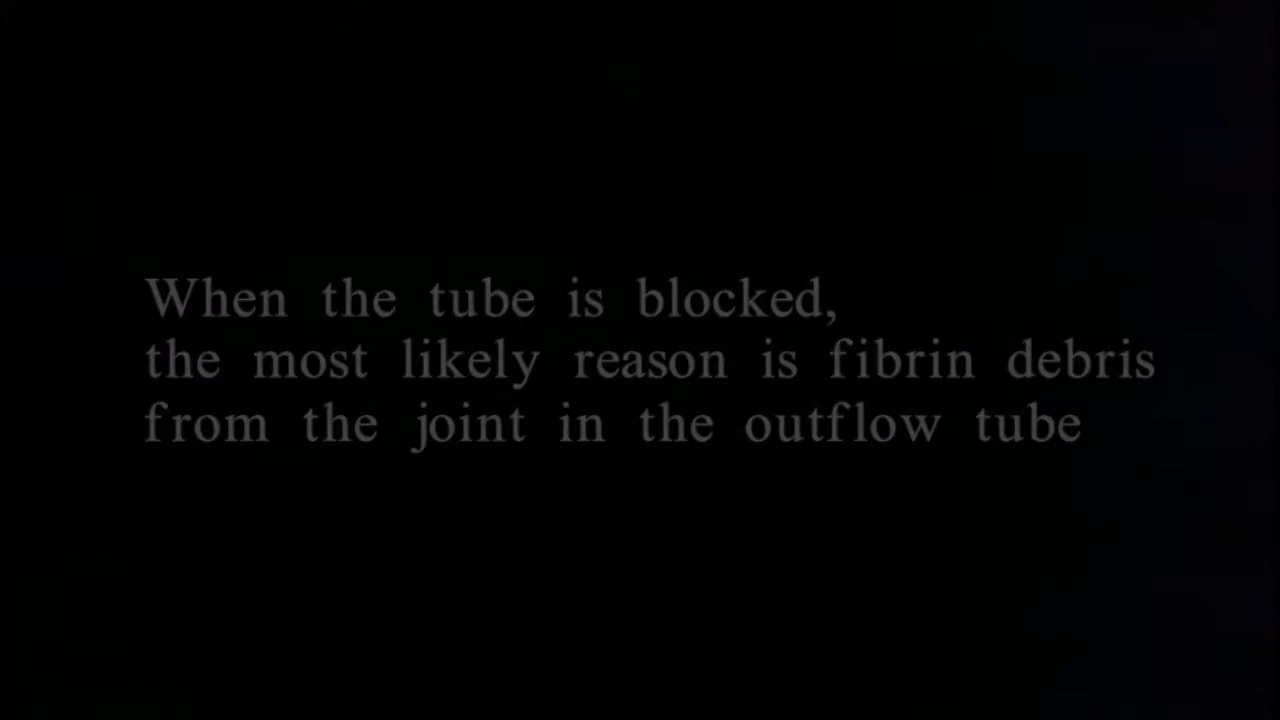 When the tube is blocked,
the most likely reason is fibrin debris
from the joint in the outflow tube